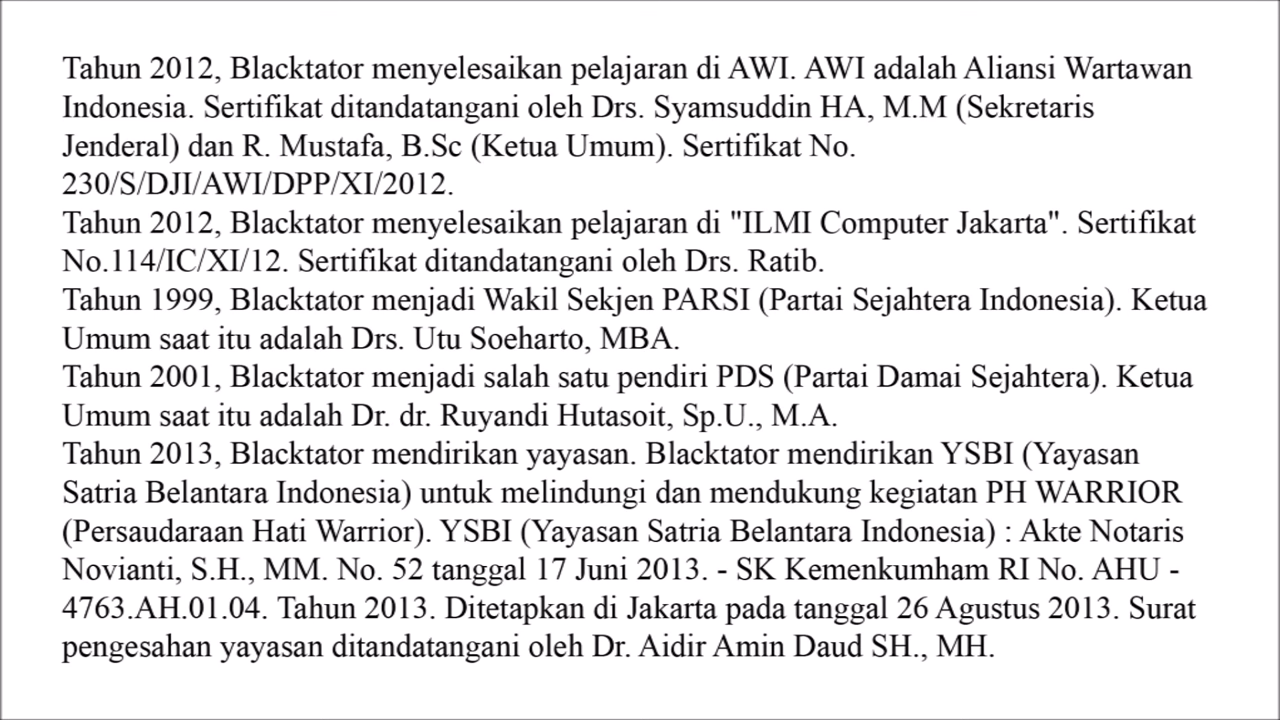 Tahun 2012, Blacktator menyelesaikan pelajaran di AWI. AWI adalah Aliansi Wartawan
Indonesia. Sertifikat ditandatangani oleh Drs. Syamsuddin HA, M.M (Sekretaris
Jenderal) dan R. Mustafa, B.Sc (Ketua Umum). Sertifikat No.
230/S/DJI/AWI/DPP/XI/2012.
Tahun 2012, Blacktator menyelesaikan pelajaran di "ILMI Computer Jakarta". Sertifikat
No.114/IC/XI/12. Sertifikat ditandatangani oleh Drs. Ratib.
Tahun 1999, Blacktator menjadi Wakil Sekjen PARSI (Partai Sejahtera Indonesia). Ketua
Umum saat itu adalah Drs. Utu Soeharto, MBA.
Tahun 2001, Blacktator menjadi salah satu pendiri PDS (Partai Damai Sejahtera). Ketua
Umum saat itu adalah Dr. dr. Ruyandi Hutasoit, Sp.U., M.A.
Tahun 2013, Blacktator mendirikan yayasan. Blacktator mendirikan YSBI (Yayasan
Satria Belantara Indonesia) untuk melindungi dan mendukung kegiatan PH WARRIOR
(Persaudaraan Hati Warrior). YSBI (Yayasan Satria Belantara Indonesia) : Akte Notaris
Novianti, S.H., MM. No. 52 tanggal 17 Juni 2013. - SK Kemenkumham RI No. AHU -
4763.AH.01.04. Tahun 2013. Ditetapkan di Jakarta pada tanggal 26 Agustus 2013. Surat
pengesahan yayasan ditandatangani oleh Dr. Aidir Amin Daud SH., MH.